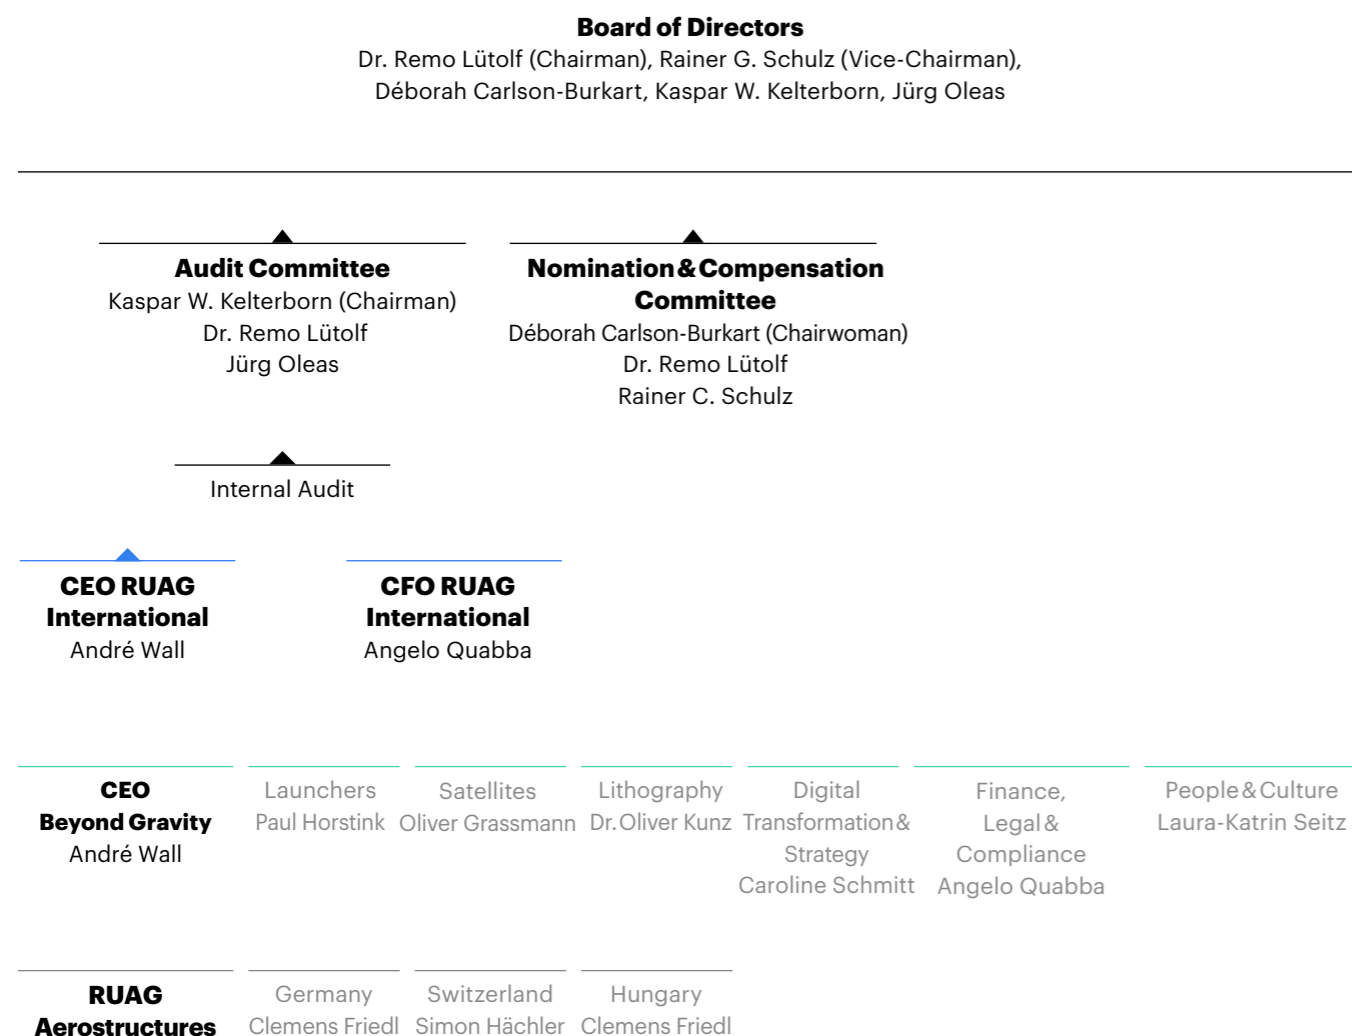 Board of Directors
Dr. Remo Lütolf (Chairman), Rainer G. Schulz (Vice-Chairman),
Déborah Carlson-Burkart, Kaspar W. Kelterborn, Jürg Oleas
Audit Committee
Kaspar W. Kelterborn (Chairman)
Dr. Remo Lütolf
Jürg Oleas
Nomination & Compensation
Committee
Déborah Carlson-Burkart (Chairwoman)
Dr. Remo Lütolf
Rainer C. Schulz
Internal Audit
CEO RUAG
International
André Wall
CFO RUAG
International
Angelo Quabba
CEO
Beyond Gravity
André Wall
Launchers
Paul Horstink
Satellites
Oliver Grassmann
Lithography
Dr. Oliver Kunz
Digital
Transformation &
Strategy
Caroline Schmitt
Finance,
Legal &
Compliance
Angelo Quabba
People & Culture
Laura-Katrin Seitz
RUAG
Aerostructures
Germany
Clemens Friedl
Switzerland
Simon Hächler
Hungary
Clemens Friedl